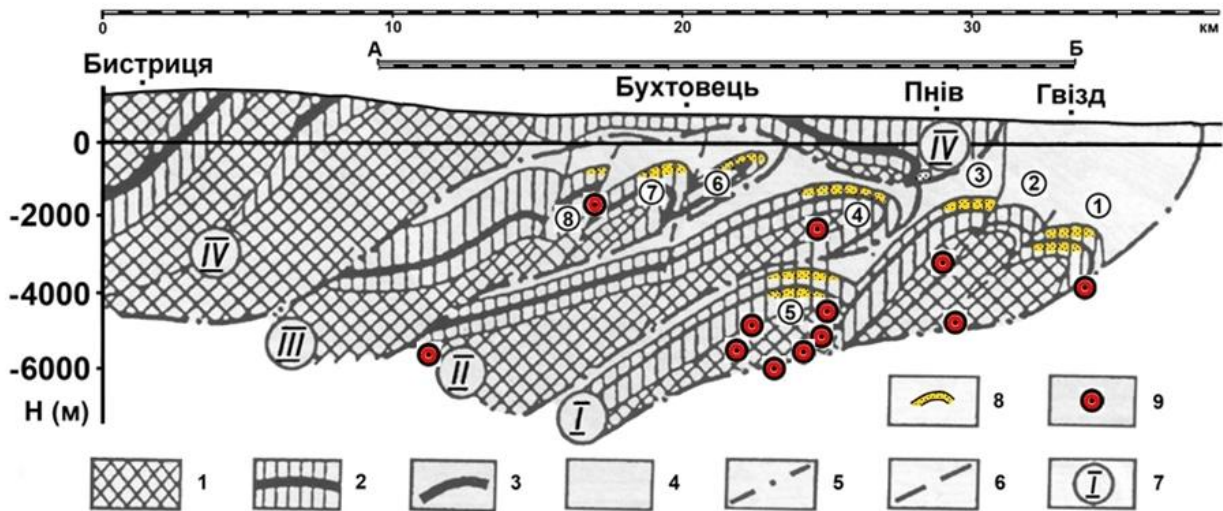 0 10 20 30 км
А Б
Бистриця Бухтовець Пнів Гвізд
0
-2000
-4000
-6000
Н (м)
IV
3
2
1
7
6
8
4
IV
5
III
II
I
8 9
1 2 3 4 5 6 I 7